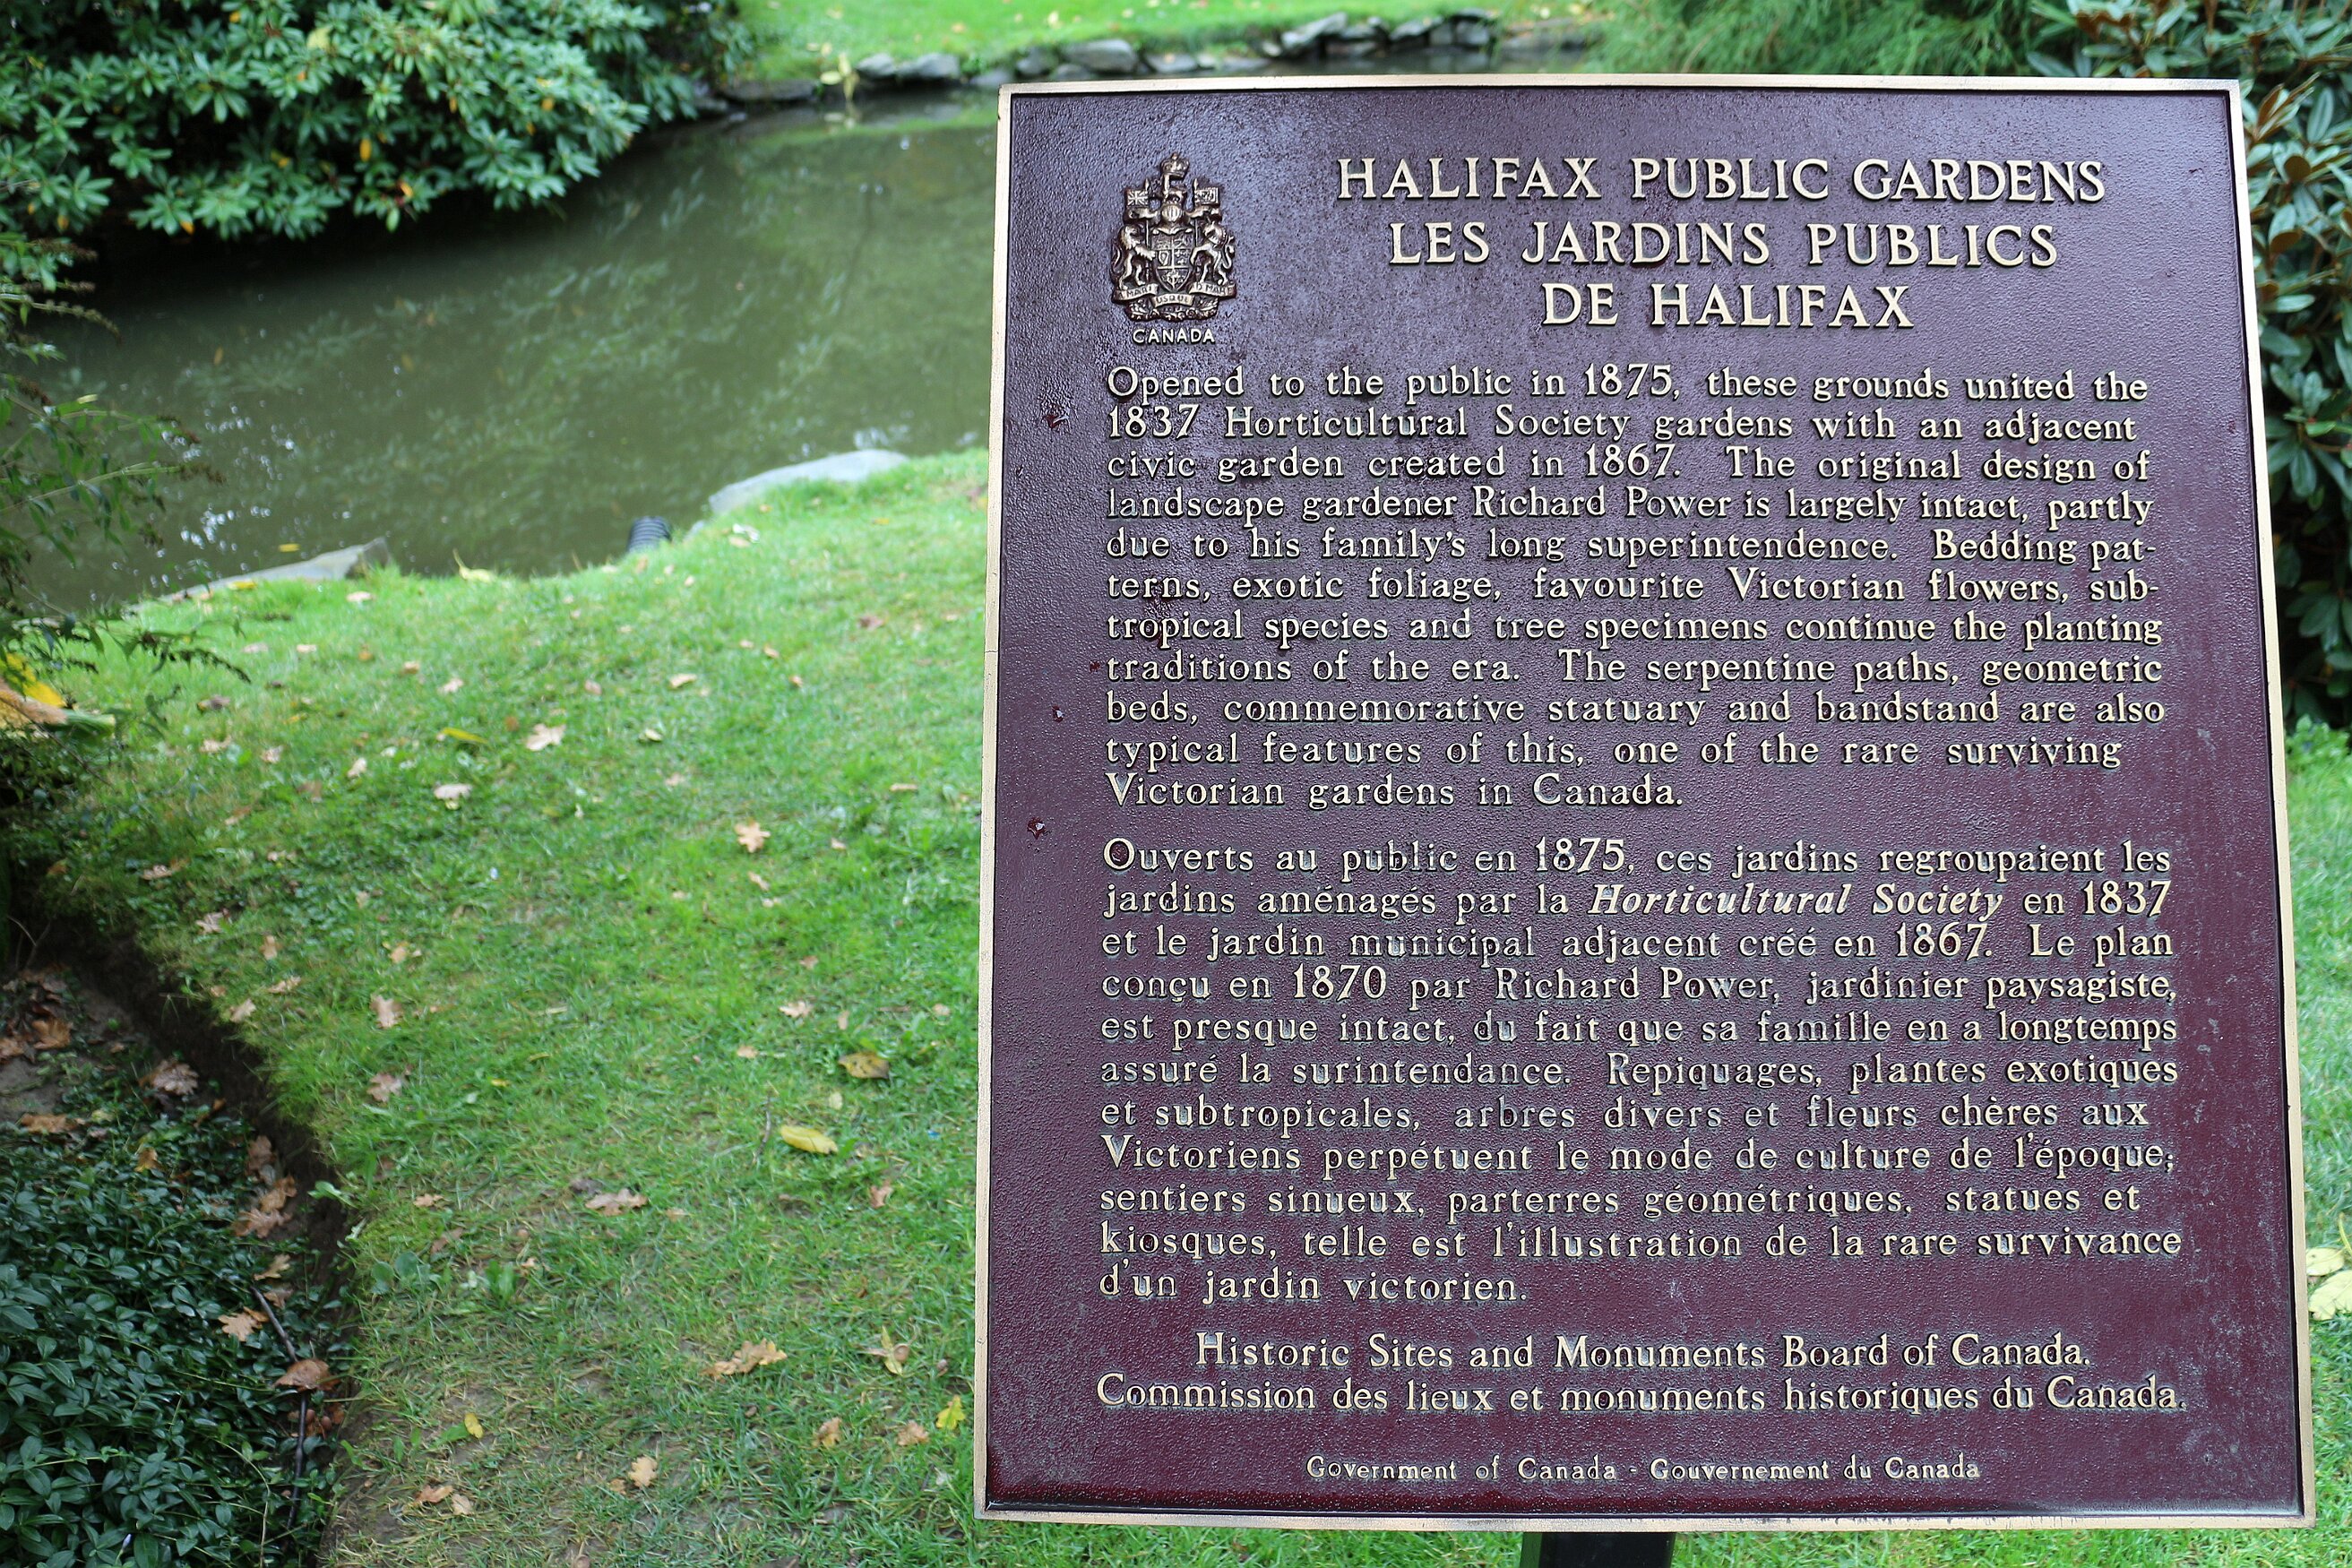 HALIFAX PUBLIC GARDENS
LES JARDINS PUBLICS
DE HALIFAX
CANADA
Opened to the public in 1875, these grounds united the
1837 Horticultural Society gardens with an adjacent
civic garden created in 1867. The original design of
landscape gardener Richard Power is largely intact, partly
due to his family's long superintendence. Bedding pat-
terns, exotic foliage, favourite Victorian flowers, sub-
tropical species and tree specimens continue the planting
traditions of the era. The serpentine paths, geometric
beds, commemorative statuary and bandstand are also
typical features of this, one of the rare surviving
Victorian gardens in Canada.
Ouverts au public en 1875, ces jardins regroupaient les
jardins aménagés par la Horticultural Society en 1837
et le jardin municipal adjacent créé en 1867. Le plan
conçu en 1870 par Richard Power, jardinier paysagiste,
est presque intact, du fait que sa famille en a longtemps
assuré la surintendance. Repiquages, plantes exotiques
et subtropicales, arbres divers et fleurs chères aux
Victoriens perpétuent le mode de culture de l'époque;
sentiers sinueux, parterres géométriques, statues et
kiosques, telle est l'illustration de la rare survivance
d'un jardin victorien.
Historic Sites and Monuments Board of Canada.
Commission des lieux et monuments historiques du Canada.
Government of Canada - Gouvernement du Canada